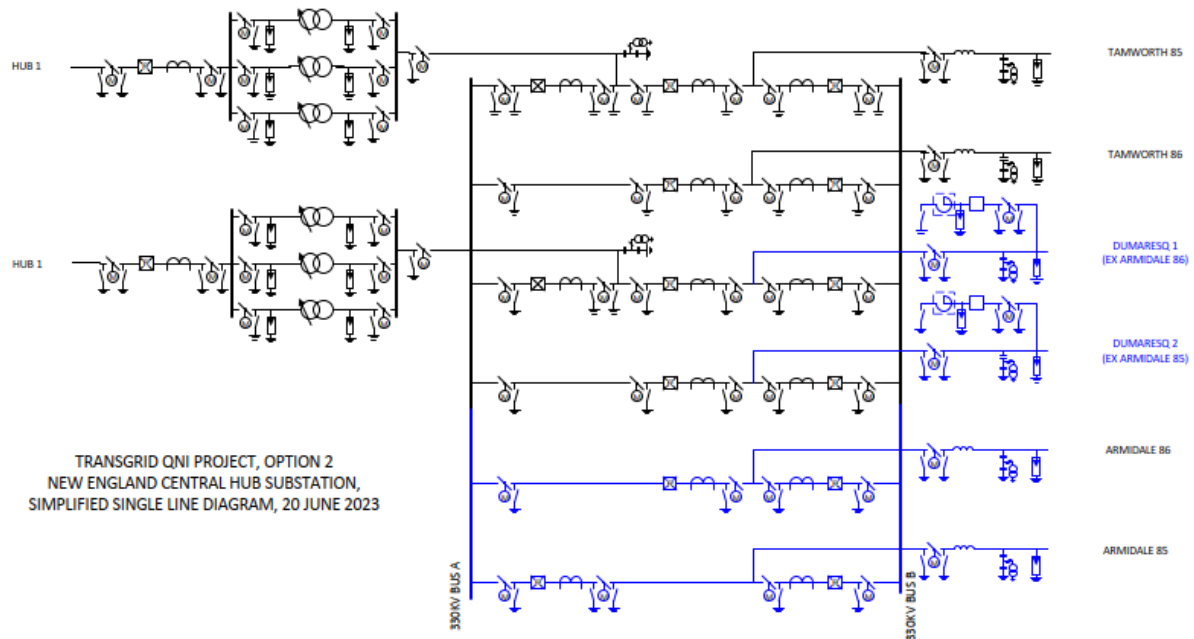 HUB 1
TAMWORTH 85
TAMWORTH 86
DUMARESQ 1
(EX ARMIDALE 86)
HUB 1
DUMARESQ 2
(EX ARMIDALE 85)
ARMIDALE 86
TRANSGRID QNI PROJECT, OPTION 2
NEW ENGLAND CENTRAL HUB SUBSTATION,
SIMPLIFIED SINGLE LINE DIAGRAM, 20 JUNE 2023
ARMIDALE 85
330KV BUS A
330KV BUS B